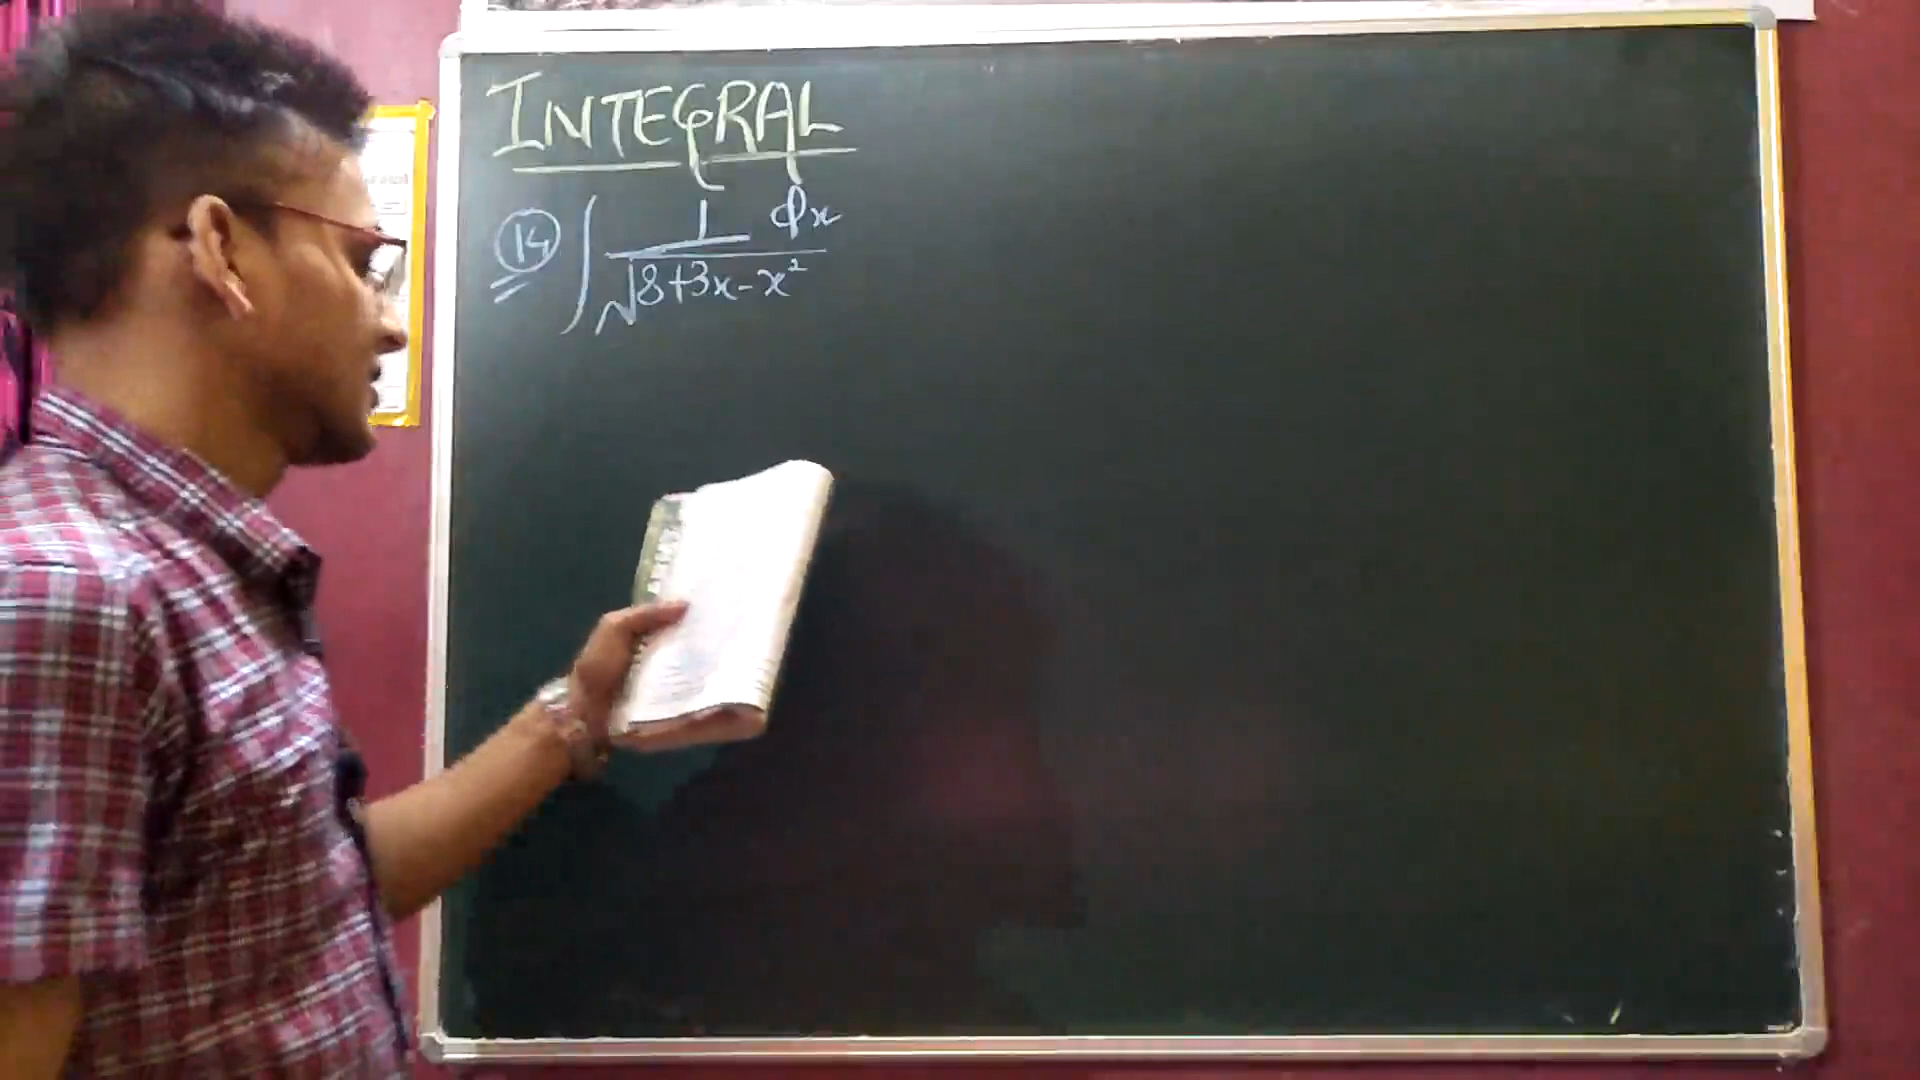 INTEGRAL
14 ∫ 1/√(8+3x-x²) dx